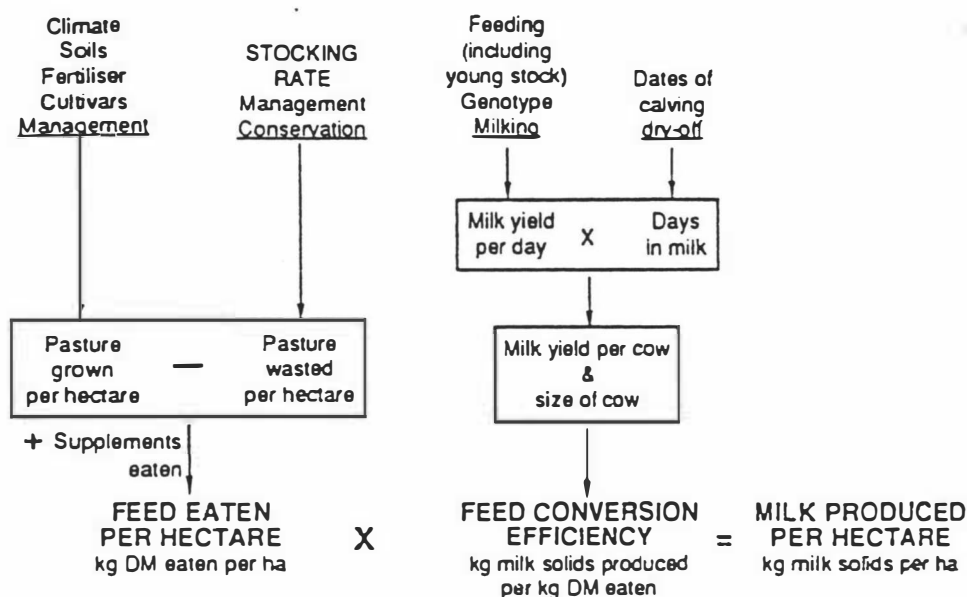 Climate
Soils
Fertiliser
Cultivars
Management
STOCKING
RATE
Management
Conservation
Feeding
(including
young stock)
Genotype
Milking
Dates of
calving
dry-off
Milk yield
per day
X
Days
in milk
Pasture
grown
per hectare
—
Pasture
wasted
per hectare
Milk yield per cow
&
size of cow
+ Supplements
eaten
FEED EATEN
PER HECTARE
kg DM eaten per ha
X
FEED CONVERSION
EFFICIENCY
kg milk solids produced
per kg DM eaten
=
MILK PRODUCED
PER HECTARE
kg milk solids per ha